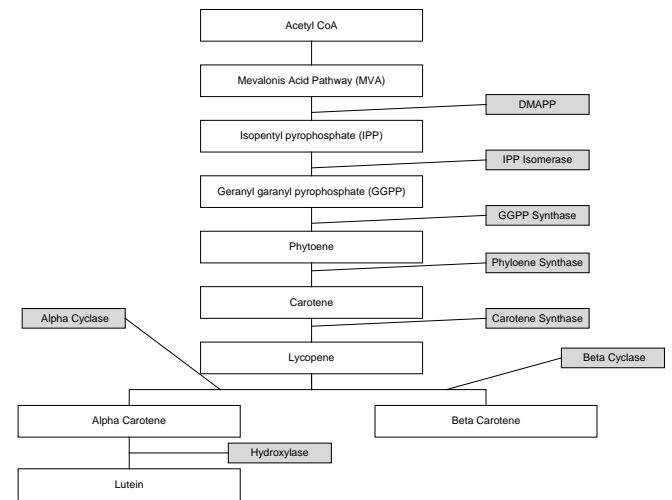 Acetyl CoA
Mevalonis Acid Pathway (MVA)
DMAPP
Isopentyl pyrophosphate (IPP)
IPP Isomerase
Geranyl garanyl pyrophosphate (GGPP)
GGPP Synthase
Phytoene
Phyloene Synthase
Carotene
Alpha Cyclase
Carotene Synthase
Lycopene
Beta Cyclase
Alpha Carotene
Beta Carotene
Hydroxylase
Lutein